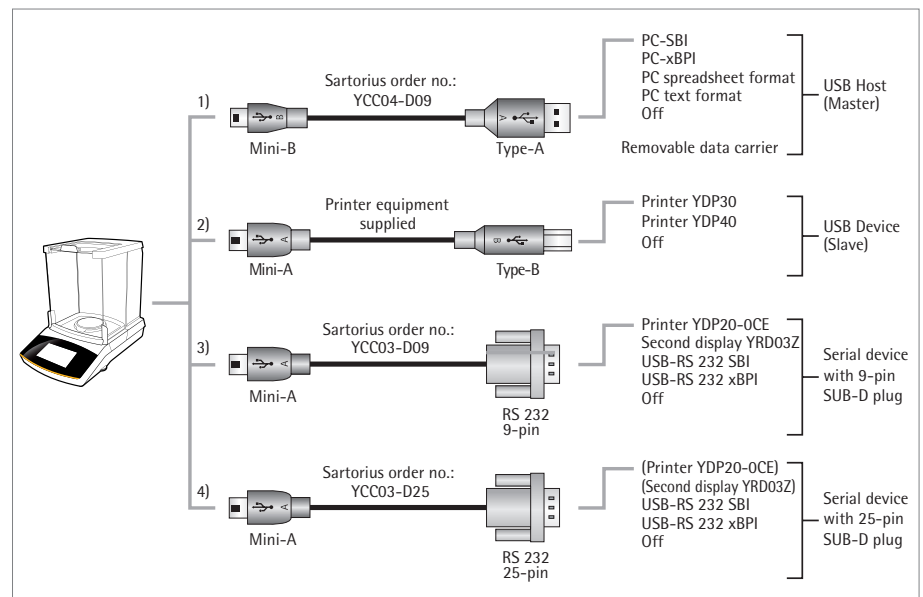 1)
Sartorius order no.:
YCC04-D09
B
A
Mini-B
Type-A
PC-SBI
PC-xBPI
PC spreadsheet format
PC text format
Off
Removable data carrier
USB Host
(Master)
2)
Printer equipment
supplied
A
B
Mini-A
Type-B
Printer YDP30
Printer YDP40
Off
USB Device
(Slave)
3)
Sartorius order no.:
YCC03-D09
A
Mini-A
RS 232
9-pin
Printer YDP20-0CE
Second display YRD03Z
USB-RS 232 SBI
USB-RS 232 xBPI
Off
Serial device
with 9-pin
SUB-D plug
4)
Sartorius order no.:
YCC03-D25
A
Mini-A
RS 232
25-pin
(Printer YDP20-0CE)
(Second display YRD03Z)
USB-RS 232 SBI
USB-RS 232 xBPI
Off
Serial device
with 25-pin
SUB-D plug